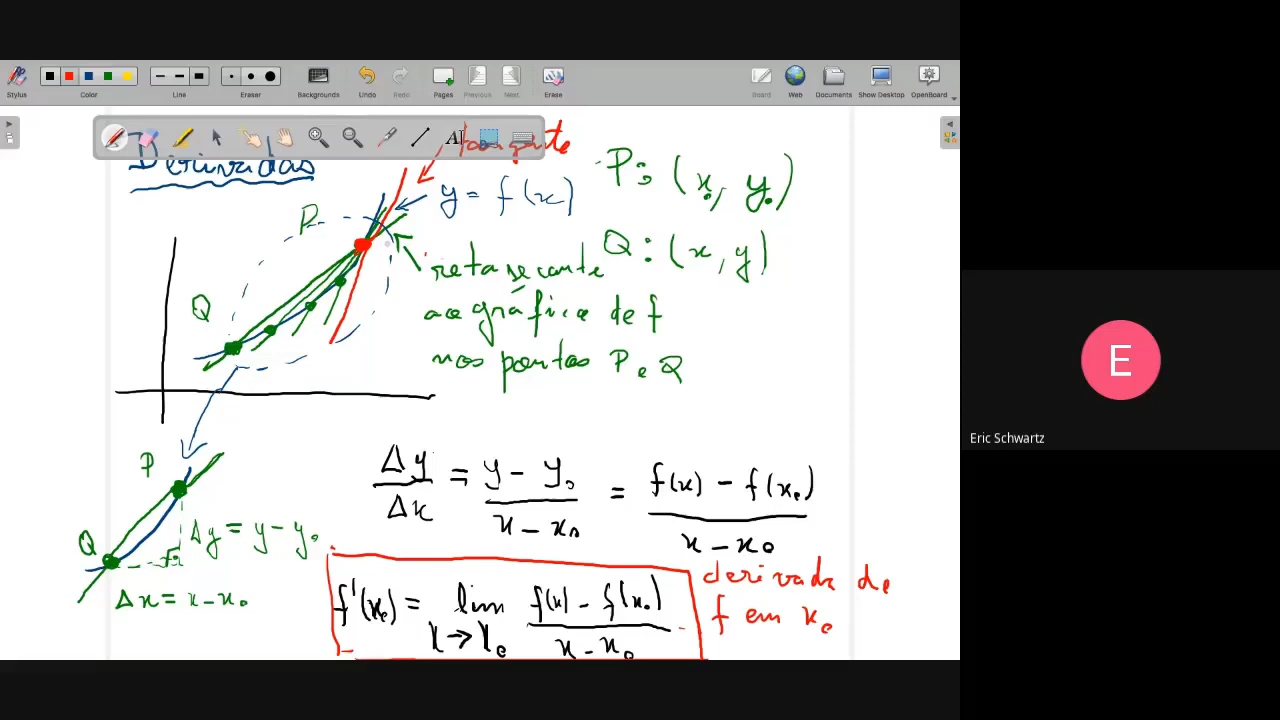 Stylus
Color
Line
Eraser
Backgrounds
Undo
Redo
Pages
Previous
Next
Erase
Board
Web
Documents
Show Desktop
OpenBoard
Derivadas
tangente
P: (x₀, y₀)
y = f(x)
P
Q: (x, y)
reta secante
Q
ao gráfico de f
nos pontos P e Q
P
Δy/Δx = (y - y₀)/(x - x₀) = (f(x) - f(x₀))/(x - x₀)
Q
Δy = y - y₀
Δx = x - x₀
f'(x₀) = lim x→x₀ (f(x) - f(x₀))/(x - x₀)
derivada de
f em x₀
E
Eric Schwartz